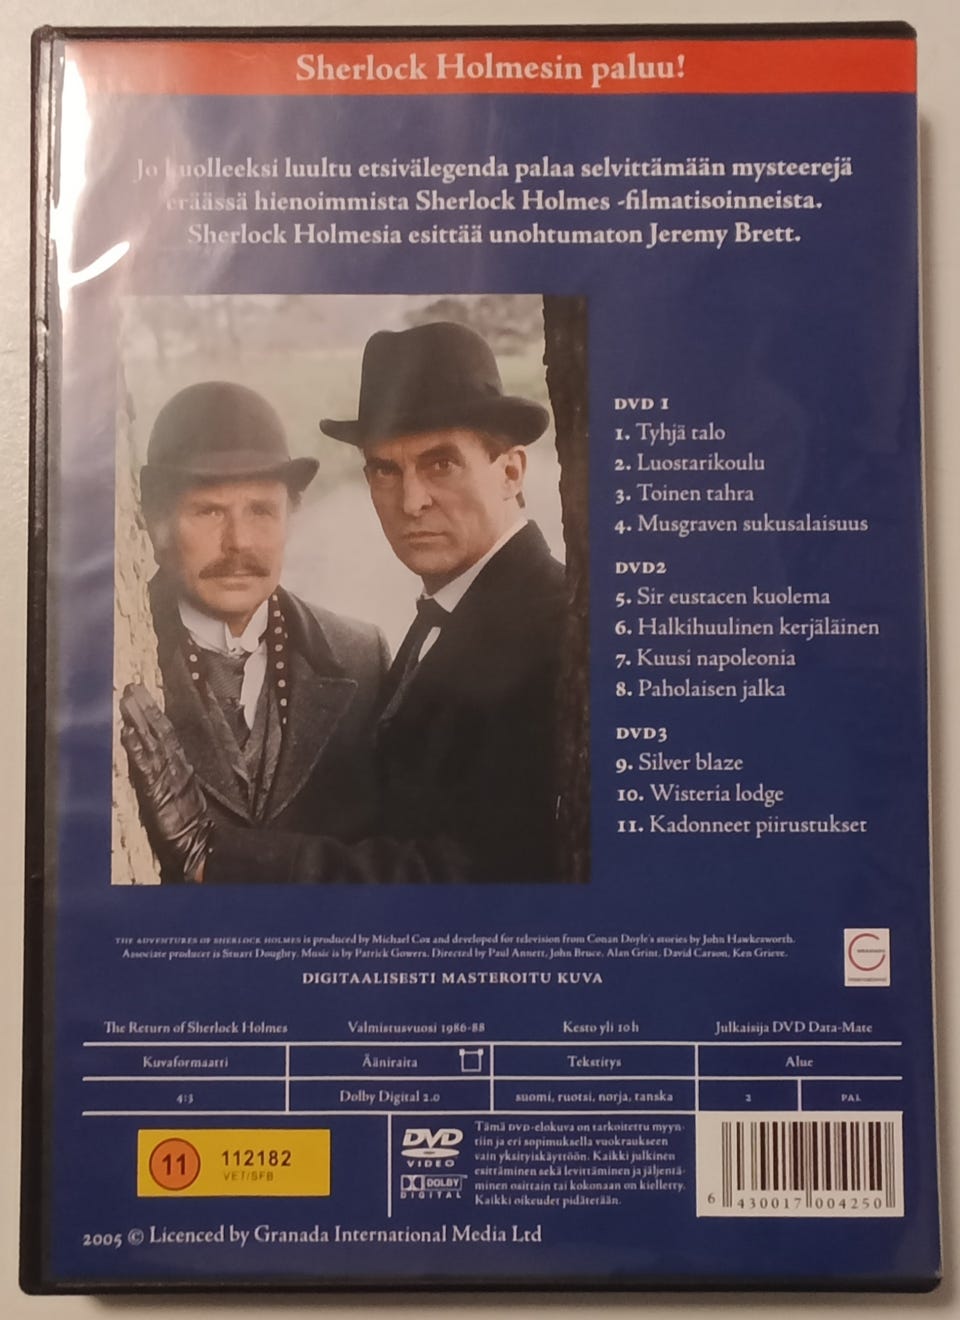 Sherlock Holmesin paluu!
Jo kuolleeksi luultu etsivälegenda palaa selvittämään mysteerejä
eräässä hienoimmista Sherlock Holmes -filmatisoinneista.
Sherlock Holmesia esittää unohtumaton Jeremy Brett.
DVD 1
1. Tyhjä talo
2. Luostarikoulu
3. Toinen tahra
4. Musgraven sukusalaisuus
DVD2
5. Sir eustacen kuolema
6. Halkihuulinen kerjäläinen
7. Kuusi napoleonia
8. Paholaisen jalka
DVD3
9. Silver blaze
10. Wisteria lodge
11. Kadonneet piirustukset
THE ADVENTURES OF SHERLOCK HOLMES is produced by Michael Cox and developed for television from Conan Doyle's stories by John Hawkesworth.
Associate producer is Stuart Doughty. Music is by Patrick Gowers. Directed by Paul Annett, John Bruce, Alan Grint, David Carson, Ken Grieve.
DIGITAALISESTI MASTEROITU KUVA
GRANADA
INTERNATIONAL
The Return of Sherlock Holmes Valmistusvuosi 1986-88 Kesto yli 10 h Julkaisija DVD Data-Mate
Kuvaformaatti Ääniraita Tekstitys Alue
4:3 Dolby Digital 2.0 suomi, ruotsi, norja, tanska 2 PAL
11 112182
VET/SFB
DVD
VIDEO
DOLBY
DIGITAL
Tämä DVD-elokuva on tarkoitettu myyn-
tiin ja eri sopimuksella vuokraukseen
vain yksityiskäyttöön. Kaikki julkinen
esittäminen sekä levittäminen ja jäljentä-
minen osittain tai kokonaan on kielletty.
Kaikki oikeudet pidätetään.
6 430017 004250
2005 © Licenced by Granada International Media Ltd